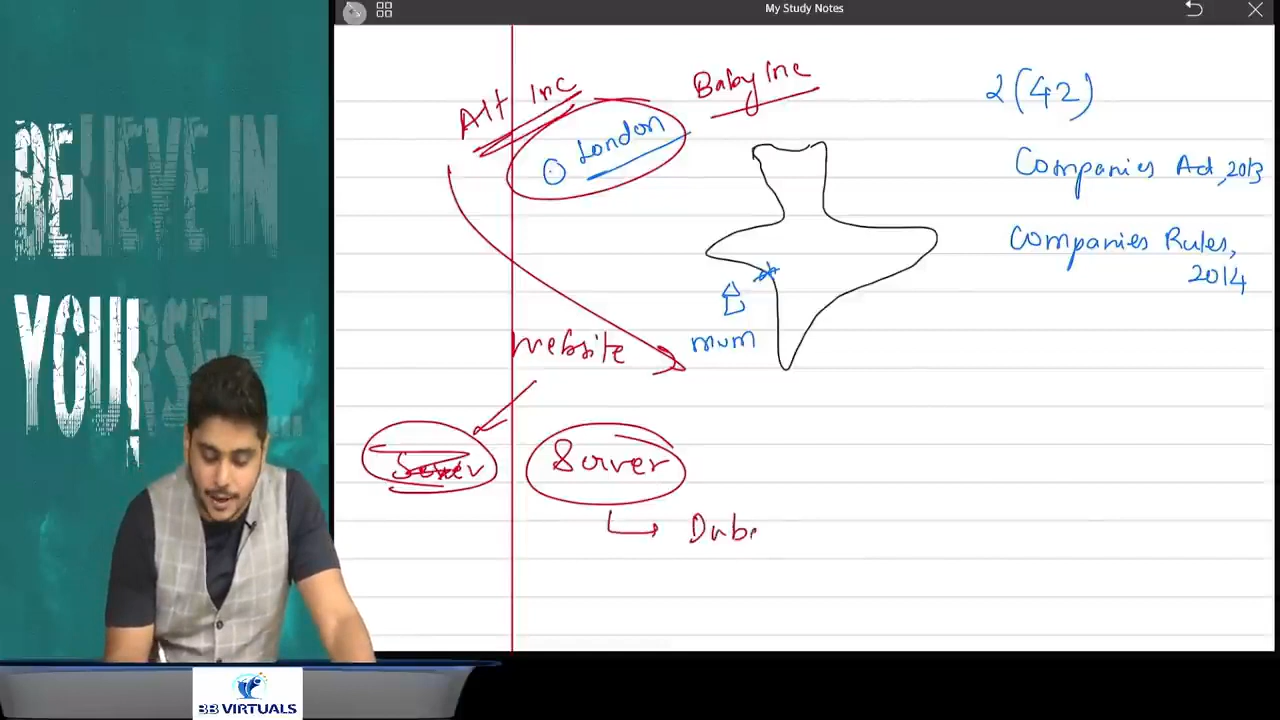 My Study Notes
BELIEVE IN
YOURSELF...
Alt Inc
Baby Inc
London
2(42)
Companies Act, 2013
Companies Rules,
2014
mum
Website
Server
Server
Dub
BB VIRTUALS